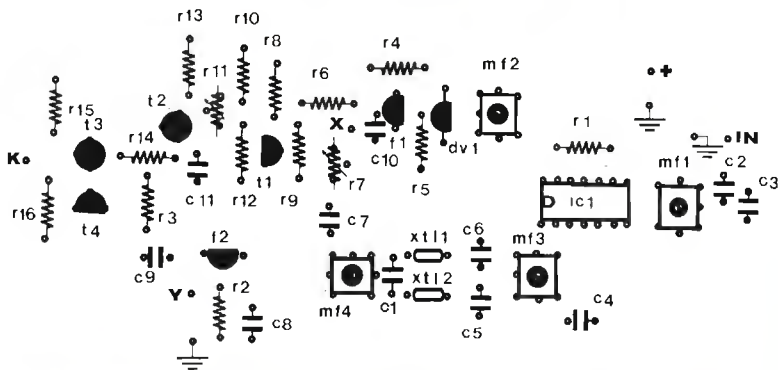 r13
r10
r8
r4
r6
mf2
+
r15
t2
r11
r1
IN
t3
r14
X
c10
f1
dv1
mf1
c2
c3
K
r5
c11
r12
t1
r9
r7
IC1
r16
t4
r3
c7
c6
xtl1
mf3
f2
c9
xtl2
Y
r2
c8
mf4
c1
c5
c4